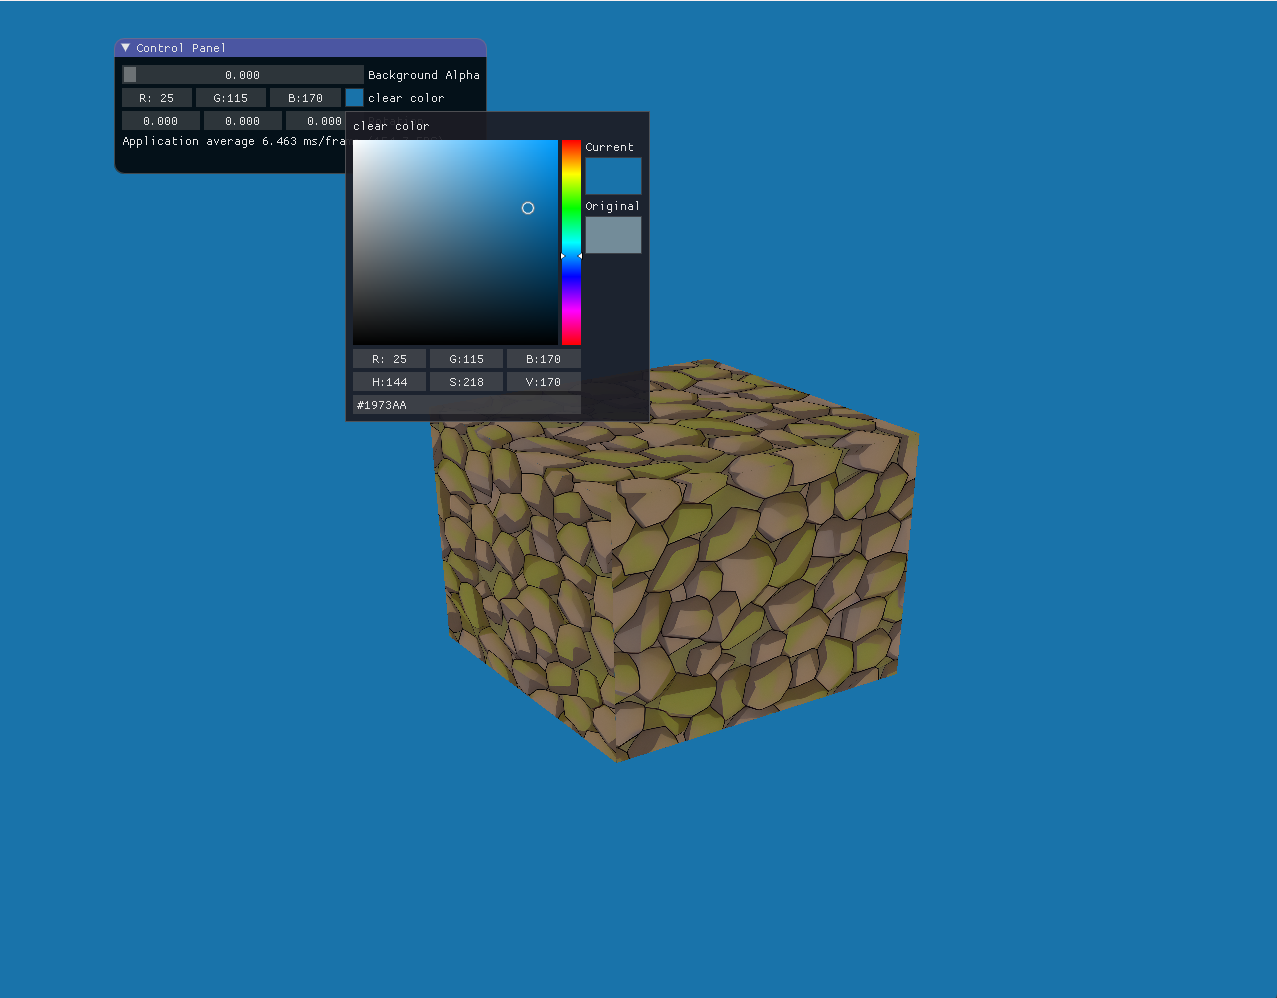 Control Panel
0.000 Background Alpha
R: 25 G:115 B:170 clear color
0.000 0.000 0.000
Application average 6.463 ms/fra
clear color
Current
Original
R: 25 G:115 B:170
H:144 S:218 V:170
#1973AA